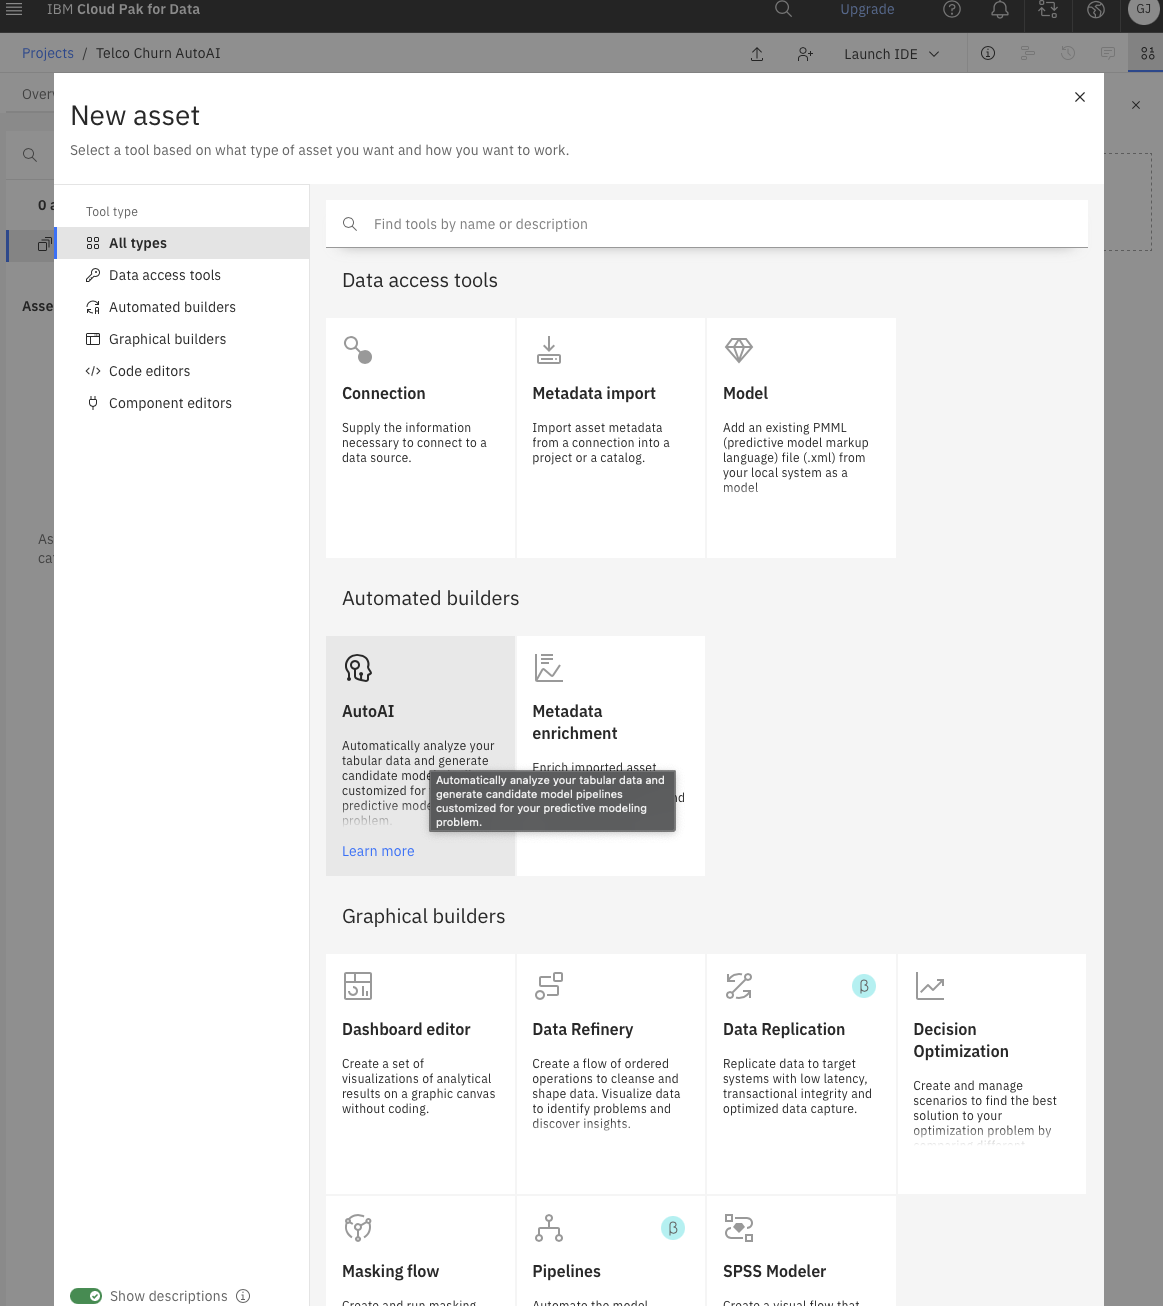 IBM Cloud Pak for Data
Upgrade
GJ
Projects / Telco Churn AutoAI
Launch IDE
New asset
Select a tool based on what type of asset you want and how you want to work.
Tool type
All types
Data access tools
Automated builders
Graphical builders
Code editors
Component editors
Show descriptions
Find tools by name or description
Data access tools
Connection
Supply the information
necessary to connect to a
data source.
Metadata import
Import asset metadata
from a connection into a
project or a catalog.
Model
Add an existing PMML
(predictive model markup
language) file (.xml) from
your local system as a
model
Automated builders
AutoAI
Automatically analyze your
tabular data and generate
candidate mode
customized for
predictive mode
problem.
Learn more
Metadata
enrichment
Enrich imported asset
Automatically analyze your tabular data and
generate candidate model pipelines
customized for your predictive modeling
problem.
Graphical builders
Dashboard editor
Create a set of
visualizations of analytical
results on a graphic canvas
without coding.
Data Refinery
Create a flow of ordered
operations to cleanse and
shape data. Visualize data
to identify problems and
discover insights.
β
Data Replication
Replicate data to target
systems with low latency,
transactional integrity and
optimized data capture.
Decision
Optimization
Create and manage
scenarios to find the best
solution to your
optimization problem by
comparing different
Masking flow
Create and run masking
β
Pipelines
Automate the model
SPSS Modeler
Create a visual flow that